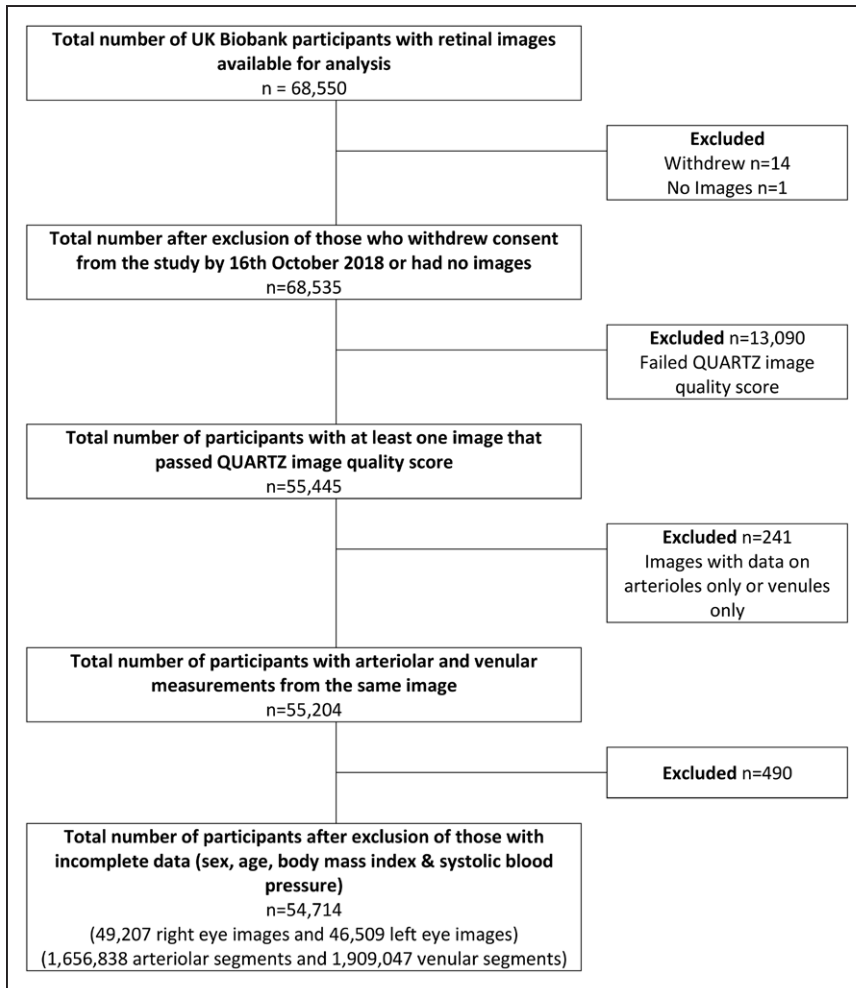 Total number of UK Biobank participants with retinal images
available for analysis
n = 68,550
Excluded
Withdrew n=14
No Images n=1
Total number after exclusion of those who withdrew consent
from the study by 16th October 2018 or had no images
n=68,535
Excluded n=13,090
Failed QUARTZ image
quality score
Total number of participants with at least one image that
passed QUARTZ image quality score
n=55,445
Excluded n=241
Images with data on
arterioles only or venules
only
Total number of participants with arteriolar and venular
measurements from the same image
n=55,204
Excluded n=490
Total number of participants after exclusion of those with
incomplete data (sex, age, body mass index & systolic blood
pressure)
n=54,714
(49,207 right eye images and 46,509 left eye images)
(1,656,838 arteriolar segments and 1,909,047 venular segments)